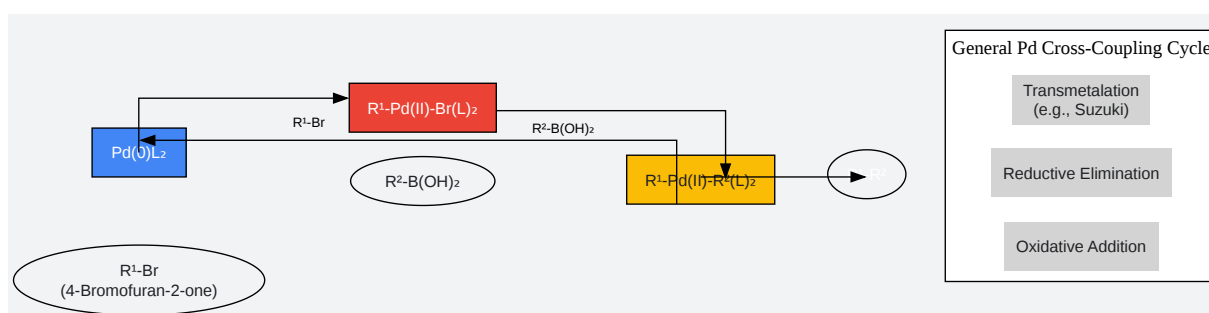 General Pd Cross-Coupling Cycle
Transmetalation
(e.g., Suzuki)
R¹-Pd(II)-Br(L)₂
R¹-Br
R²-B(OH)₂
Pd(0)L₂
R²-B(OH)₂
R¹-Pd(II)-R²(L)₂
Reductive Elimination
Oxidative Addition
R¹-Br
(4-Bromofuran-2-one)